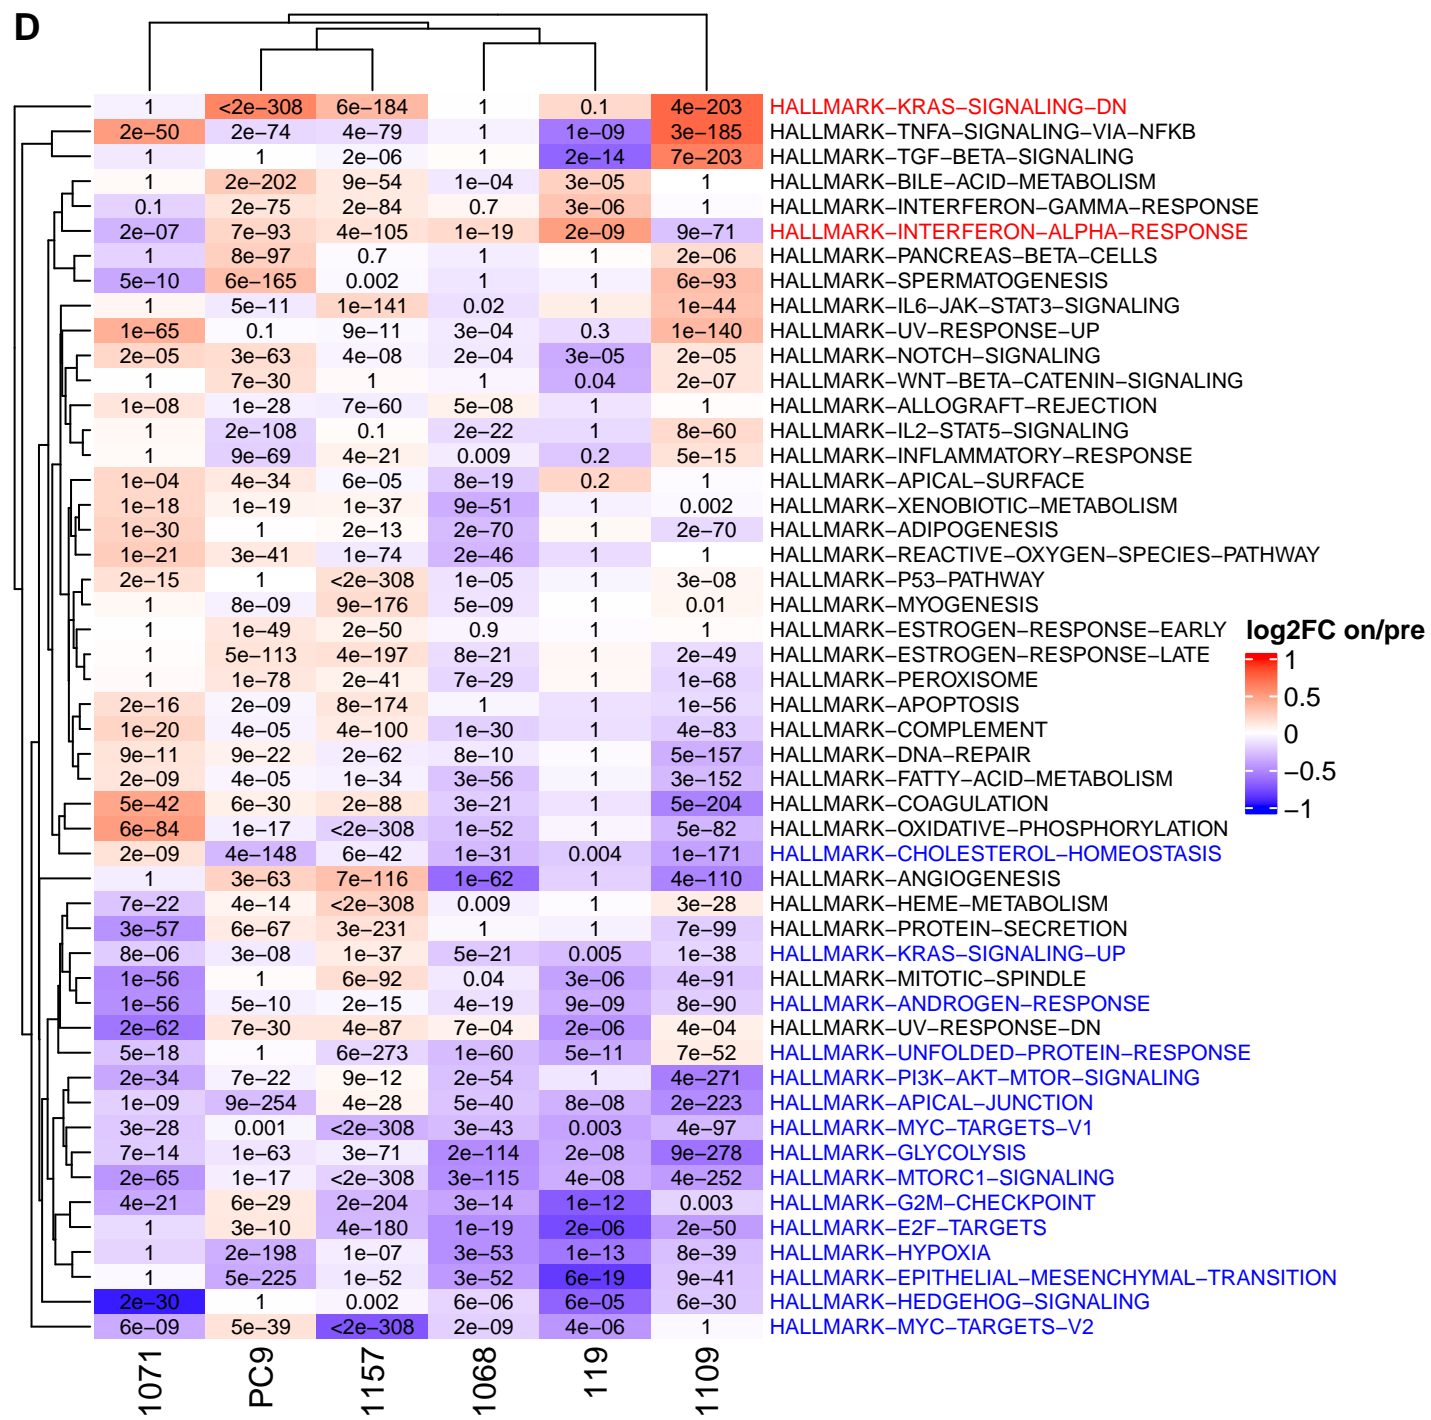 D
1 <2e−308 6e−184 1 0.1 4e−203 HALLMARK−KRAS−SIGNALING−DN
2e−50 2e−74 4e−79 1 1e−09 3e−185 HALLMARK−TNFA−SIGNALING−VIA−NFKB
1 1 2e−06 1 2e−14 7e−203 HALLMARK−TGF−BETA−SIGNALING
1 2e−202 9e−54 1e−04 3e−05 1 HALLMARK−BILE−ACID−METABOLISM
0.1 2e−75 2e−84 0.7 3e−06 1 HALLMARK−INTERFERON−GAMMA−RESPONSE
2e−07 7e−93 4e−105 1e−19 2e−09 9e−71 HALLMARK−INTERFERON−ALPHA−RESPONSE
1 8e−97 0.7 1 1 2e−06 HALLMARK−PANCREAS−BETA−CELLS
5e−10 6e−165 0.002 1 1 6e−93 HALLMARK−SPERMATOGENESIS
1 5e−11 1e−141 0.02 1 1e−44 HALLMARK−IL6−JAK−STAT3−SIGNALING
1e−65 0.1 9e−11 3e−04 0.3 1e−140 HALLMARK−UV−RESPONSE−UP
2e−05 3e−63 4e−08 2e−04 3e−05 2e−05 HALLMARK−NOTCH−SIGNALING
1 7e−30 1 1 0.04 2e−07 HALLMARK−WNT−BETA−CATENIN−SIGNALING
1e−08 1e−28 7e−60 5e−08 1 1 HALLMARK−ALLOGRAFT−REJECTION
1 2e−108 0.1 2e−22 1 8e−60 HALLMARK−IL2−STAT5−SIGNALING
1 9e−69 4e−21 0.009 0.2 5e−15 HALLMARK−INFLAMMATORY−RESPONSE
1e−04 4e−34 6e−05 8e−19 0.2 1 HALLMARK−APICAL−SURFACE
1e−18 1e−19 1e−37 9e−51 1 0.002 HALLMARK−XENOBIOTIC−METABOLISM
1e−30 1 2e−13 2e−70 1 2e−70 HALLMARK−ADIPOGENESIS
1e−21 3e−41 1e−74 2e−46 1 1 HALLMARK−REACTIVE−OXYGEN−SPECIES−PATHWAY
2e−15 1 <2e−308 1e−05 1 3e−08 HALLMARK−P53−PATHWAY
1 8e−09 9e−176 5e−09 1 0.01 HALLMARK−MYOGENESIS
1 1e−49 2e−50 0.9 1 1 HALLMARK−ESTROGEN−RESPONSE−EARLY
1 5e−113 4e−197 8e−21 1 2e−49 HALLMARK−ESTROGEN−RESPONSE−LATE
1 1e−78 2e−41 7e−29 1 1e−68 HALLMARK−PEROXISOME
2e−16 2e−09 8e−174 1 1 1e−56 HALLMARK−APOPTOSIS
1e−20 4e−05 4e−100 1e−30 1 4e−83 HALLMARK−COMPLEMENT
9e−11 9e−22 2e−62 8e−10 1 5e−157 HALLMARK−DNA−REPAIR
2e−09 4e−05 1e−34 3e−56 1 3e−152 HALLMARK−FATTY−ACID−METABOLISM
5e−42 6e−30 2e−88 3e−21 1 5e−204 HALLMARK−COAGULATION
6e−84 1e−17 <2e−308 1e−52 1 5e−82 HALLMARK−OXIDATIVE−PHOSPHORYLATION
2e−09 4e−148 6e−42 1e−31 0.004 1e−171 HALLMARK−CHOLESTEROL−HOMEOSTASIS
1 3e−63 7e−116 1e−62 1 4e−110 HALLMARK−ANGIOGENESIS
7e−22 4e−14 <2e−308 0.009 1 3e−28 HALLMARK−HEME−METABOLISM
3e−57 6e−67 3e−231 1 1 7e−99 HALLMARK−PROTEIN−SECRETION
8e−06 3e−08 1e−37 5e−21 0.005 1e−38 HALLMARK−KRAS−SIGNALING−UP
1e−56 1 6e−92 0.04 3e−06 4e−91 HALLMARK−MITOTIC−SPINDLE
1e−56 5e−10 2e−15 4e−19 9e−09 8e−90 HALLMARK−ANDROGEN−RESPONSE
2e−62 7e−30 4e−87 7e−04 2e−06 4e−04 HALLMARK−UV−RESPONSE−DN
5e−18 1 6e−273 1e−60 5e−11 7e−52 HALLMARK−UNFOLDED−PROTEIN−RESPONSE
2e−34 7e−22 9e−12 2e−54 1 4e−271 HALLMARK−PI3K−AKT−MTOR−SIGNALING
1e−09 9e−254 4e−28 5e−40 8e−08 2e−223 HALLMARK−APICAL−JUNCTION
3e−28 0.001 <2e−308 3e−43 0.003 4e−97 HALLMARK−MYC−TARGETS−V1
7e−14 1e−63 3e−71 2e−114 2e−08 9e−278 HALLMARK−GLYCOLYSIS
2e−65 1e−17 <2e−308 3e−115 4e−08 4e−252 HALLMARK−MTORC1−SIGNALING
4e−21 6e−29 2e−204 3e−14 1e−12 0.003 HALLMARK−G2M−CHECKPOINT
1 3e−10 4e−180 1e−19 2e−06 2e−50 HALLMARK−E2F−TARGETS
1 2e−198 1e−07 3e−53 1e−13 8e−39 HALLMARK−HYPOXIA
1 5e−225 1e−52 3e−52 6e−19 9e−41 HALLMARK−EPITHELIAL−MESENCHYMAL−TRANSITION
2e−30 1 0.002 6e−06 6e−05 6e−30 HALLMARK−HEDGEHOG−SIGNALING
6e−09 5e−39 <2e−308 2e−09 4e−06 1 HALLMARK−MYC−TARGETS−V2
1071 PC9 1157 1068 119 1109
log2FC on/pre
1
0.5
0
−0.5
−1